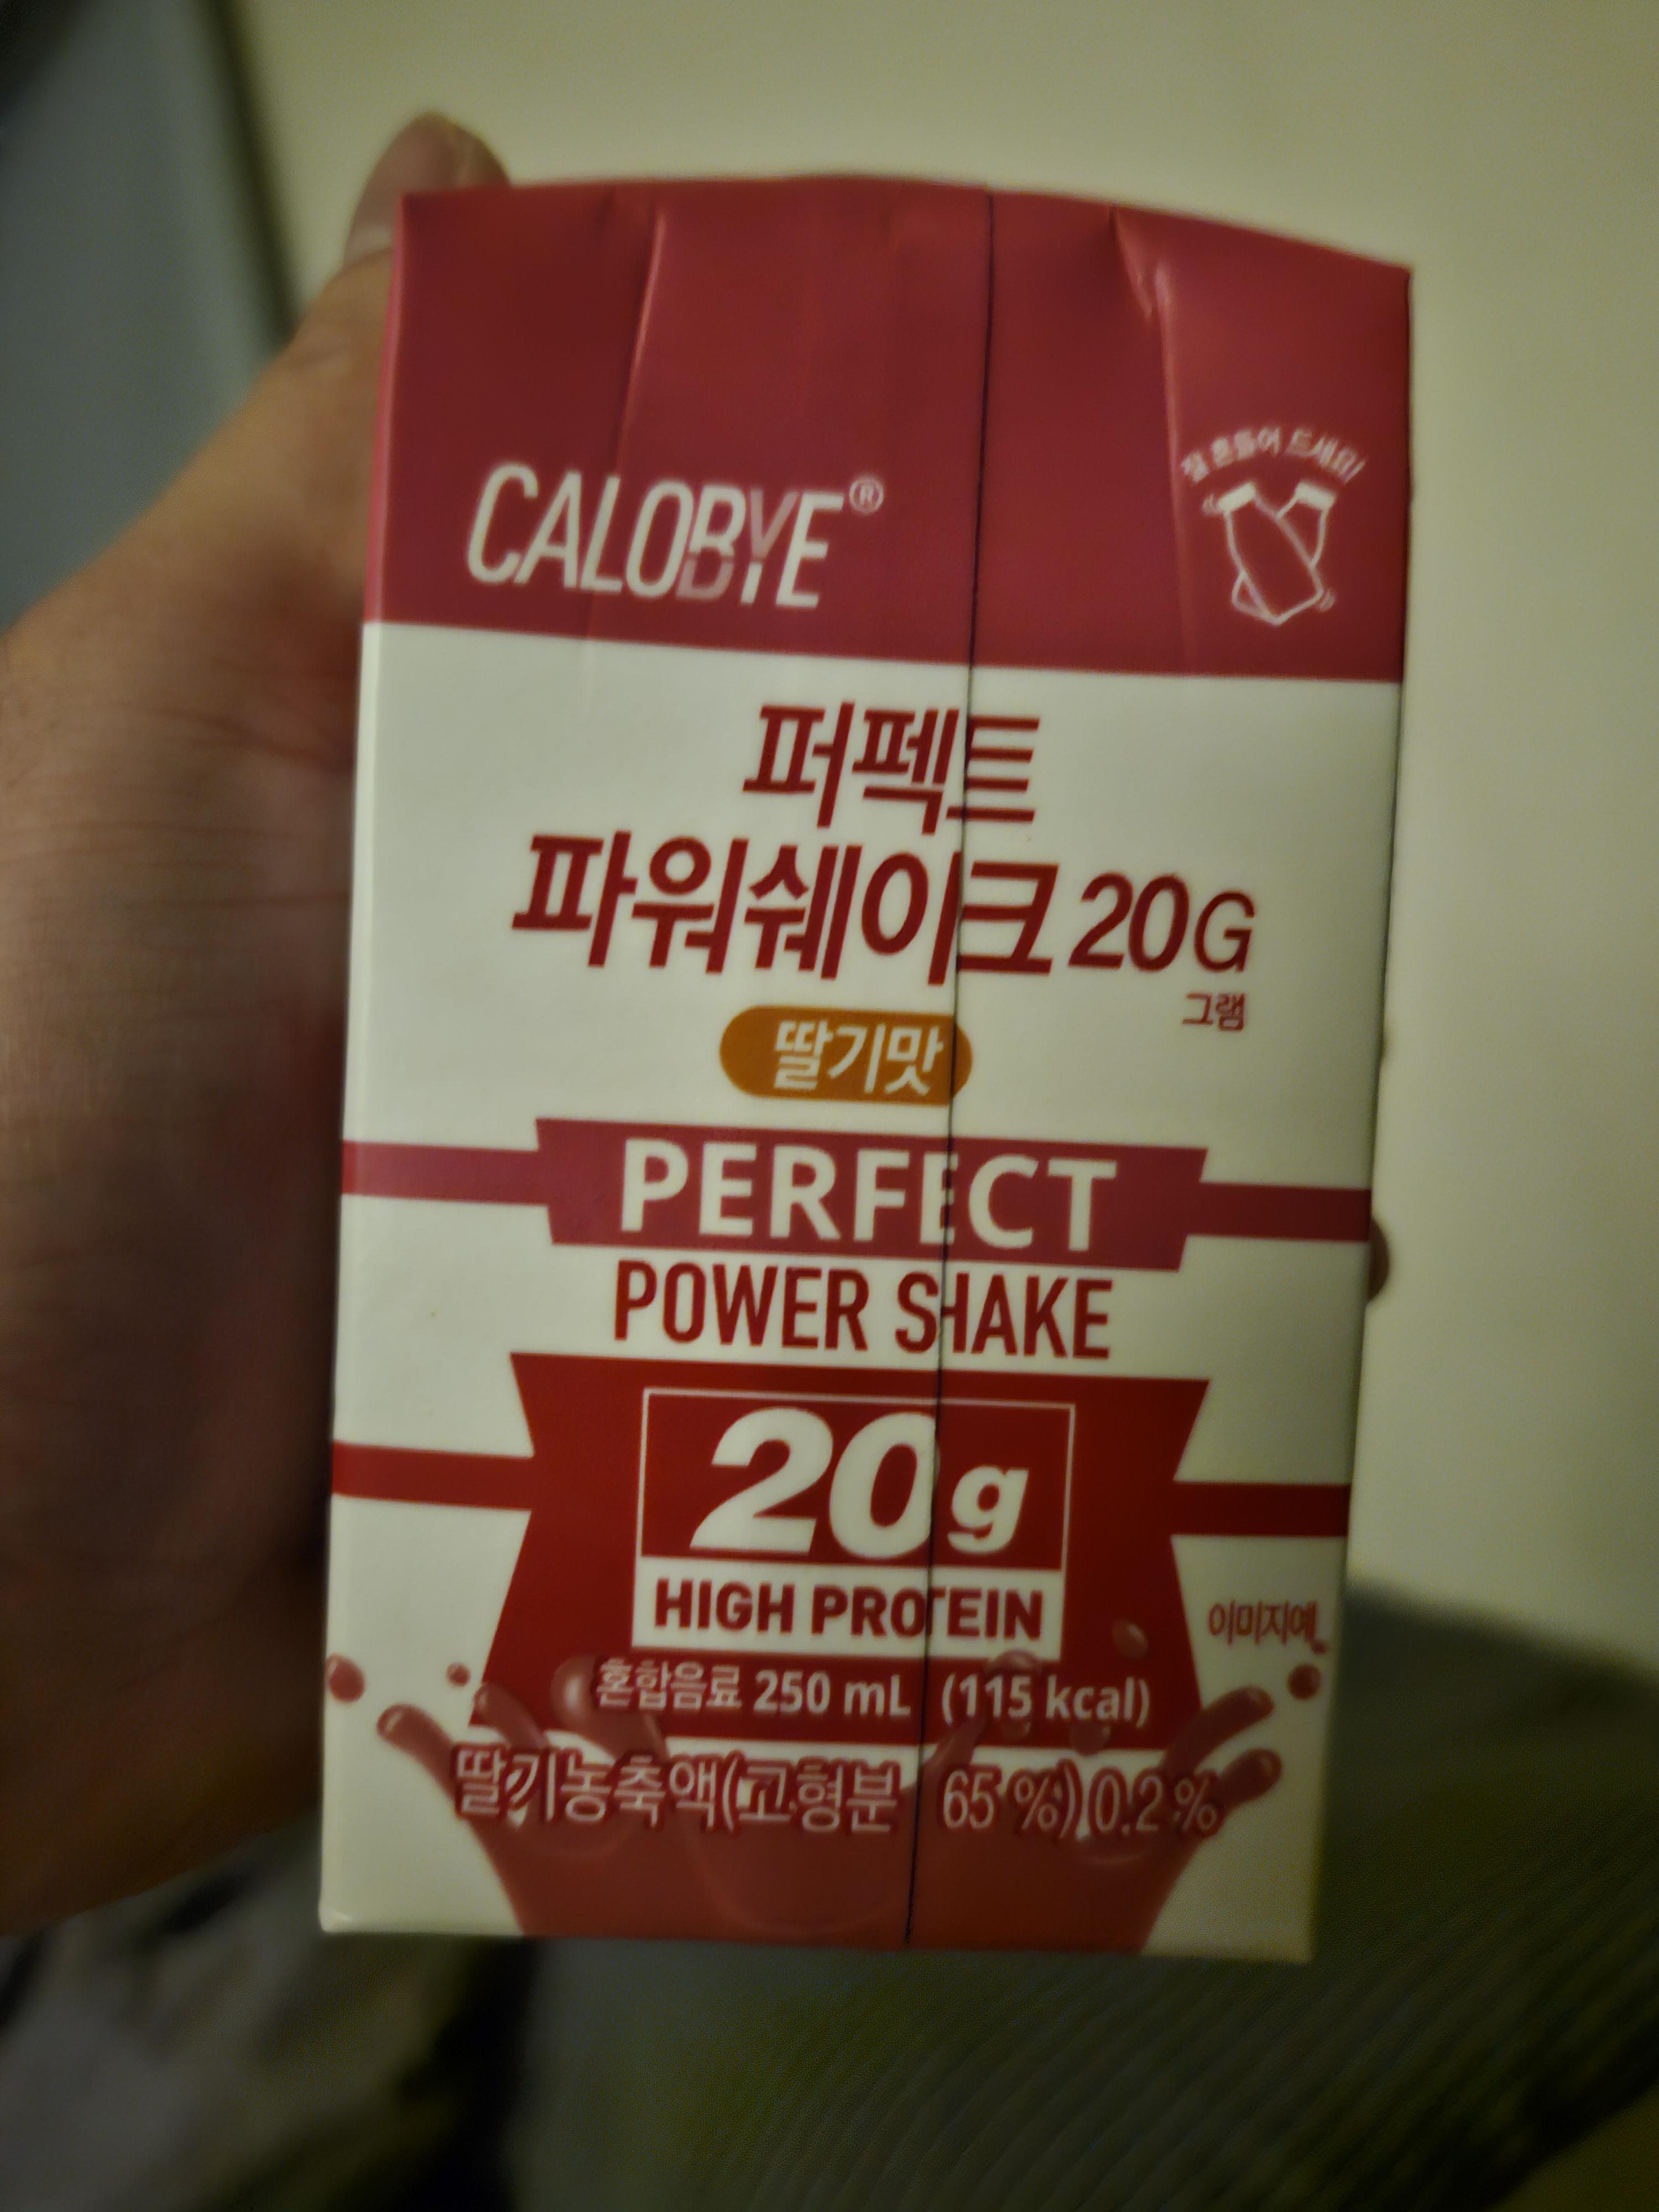 CALOBYE®
잘 흔들어 드세요!
퍼펙트
파워쉐이크 20G
그램
딸기맛
PERFECT
POWER SHAKE
20g
HIGH PROTEIN
이미지예
혼합음료 250 mL (115 kcal)
딸기농축액(고형분 65 %) 0.2 %